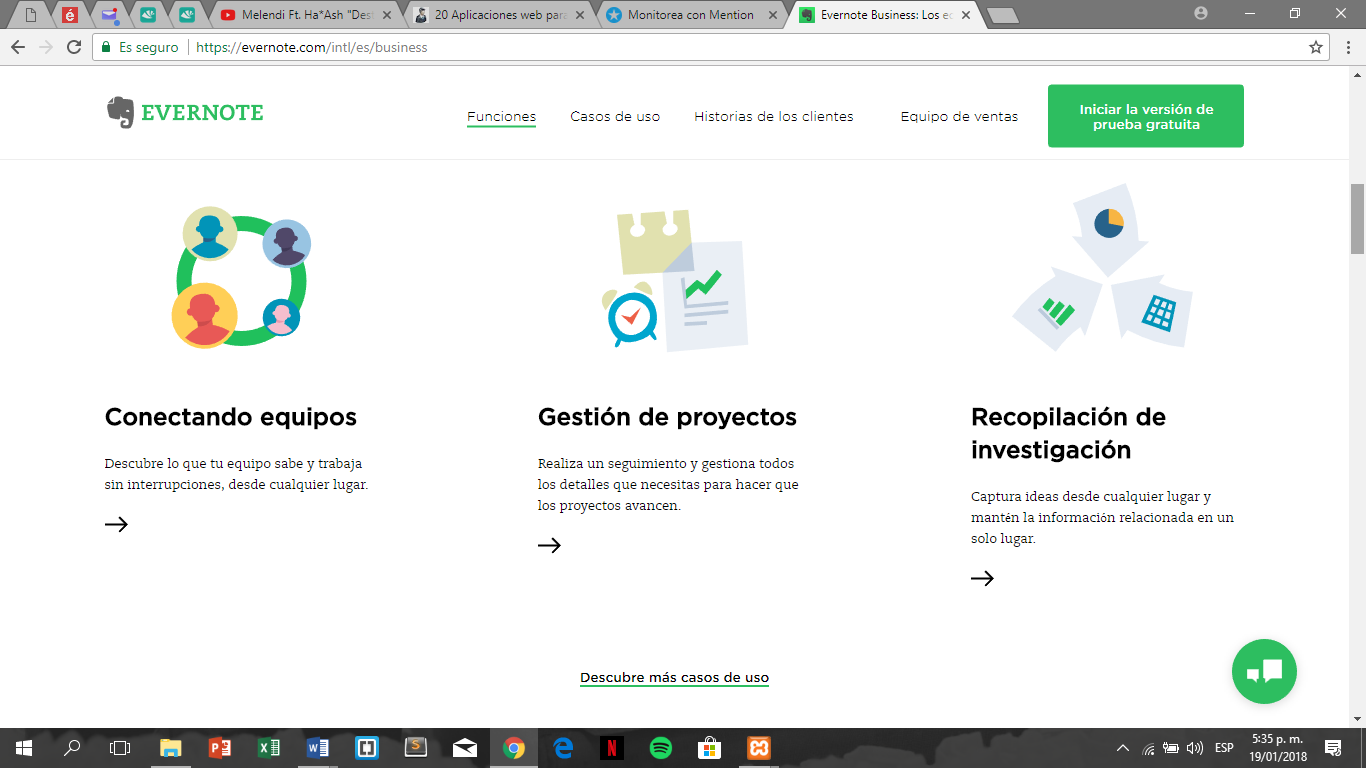 Melendi Ft. Ha*Ash "Des
20 Aplicaciones web para
Monitorea con Mention
Evernote Business: Los e
Es seguro
https://evernote.com/intl/es/business
EVERNOTE
Funciones
Casos de uso
Historias de los clientes
Equipo de ventas
Iniciar la versión de
prueba gratuita
Conectando equipos
Descubre lo que tu equipo sabe y trabaja
sin interrupciones, desde cualquier lugar.
Gestión de proyectos
Realiza un seguimiento y gestiona todos
los detalles que necesitas para hacer que
los proyectos avancen.
Recopilación de
investigación
Captura ideas desde cualquier lugar y
mantén la información relacionada en un
solo lugar.
Descubre más casos de uso
ESP
5:35 p. m.
19/01/2018